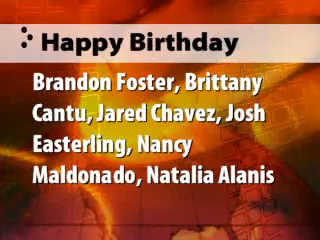 Happy Birthday
Brandon Foster, Brittany
Cantu, Jared Chavez, Josh
Easterling, Nancy
Maldonado, Natalia Alanis